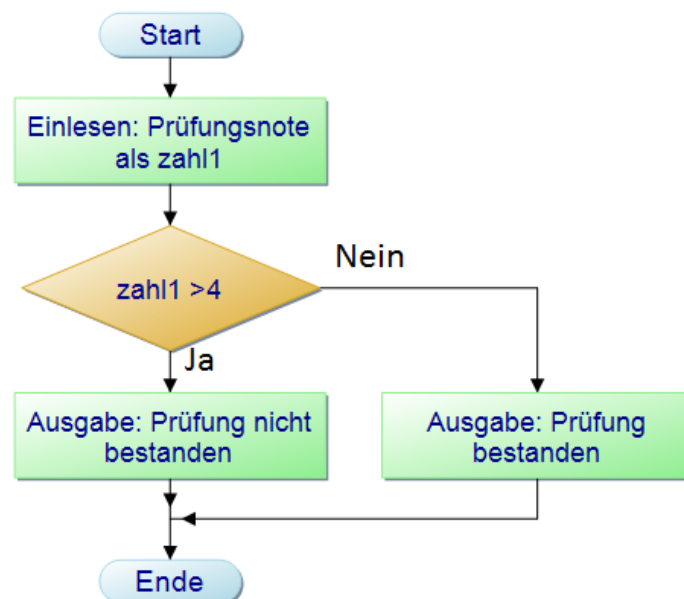 Start
Einlesen: Prüfungsnote
als zahl1
Nein
zahl1 >4
Ja
Ausgabe: Prüfung nicht
bestanden
Ausgabe: Prüfung
bestanden
Ende